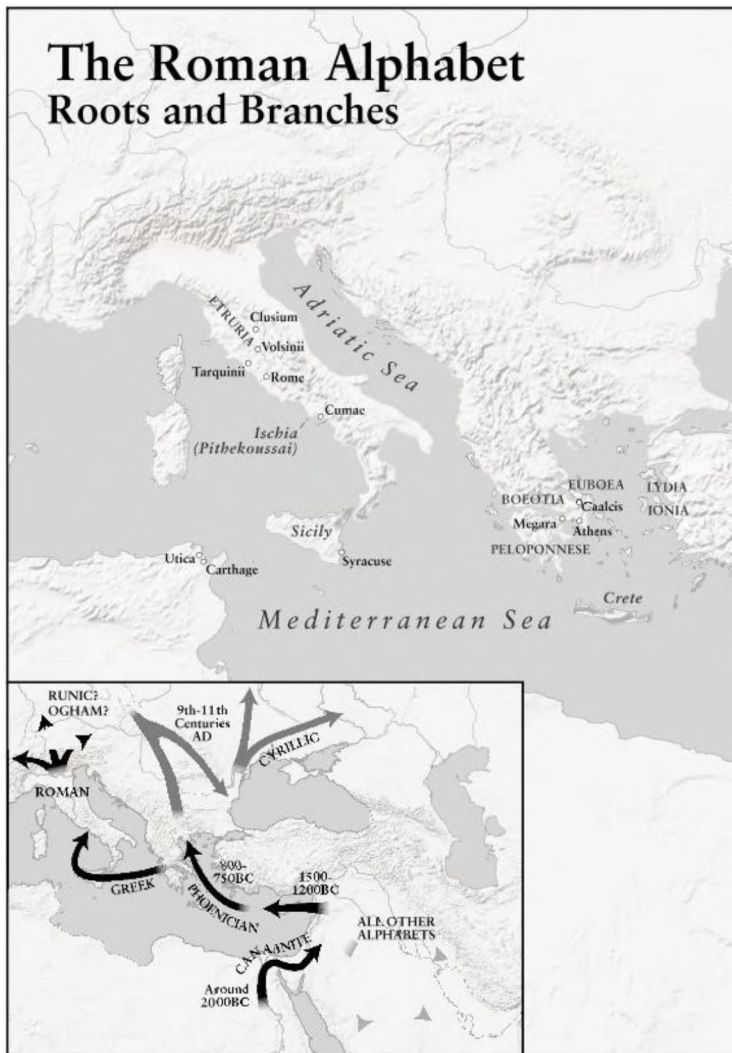 The Roman Alphabet
Roots and Branches
ETRURIA
Clusium
Volsinii
Tarquinii
Rome
Adriatic Sea
Cumae
Ischia
(Pithekoussai)
EUBOEA
LYDIA
BOEOTIA
Caalcis
IONIA
Megara
Athens
PELOPONNESE
Sicily
Utica
Carthage
Syracuse
Crete
Mediterranean Sea
RUNIC?
OGHAM?
9th-11th
Centuries
AD
CYRILLIC
ROMAN
GREEK
800-
750BC
PHOENICIAN
1500-
1200BC
ALL OTHER
ALPHABETS
CANAANITE
Around
2000BC